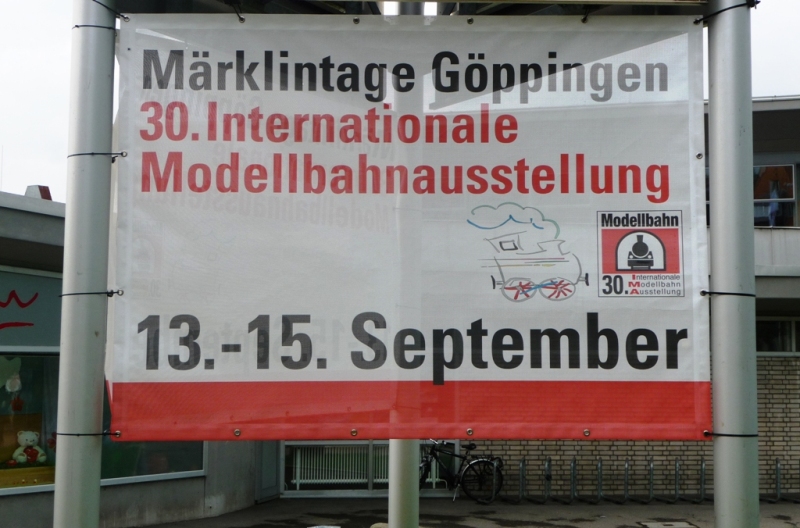 Märklintage Göppingen
30. Internationale
Modellbahnausstellung
Modellbahn
30. Internationale
Modellbahn
Ausstellung
13.-15. September